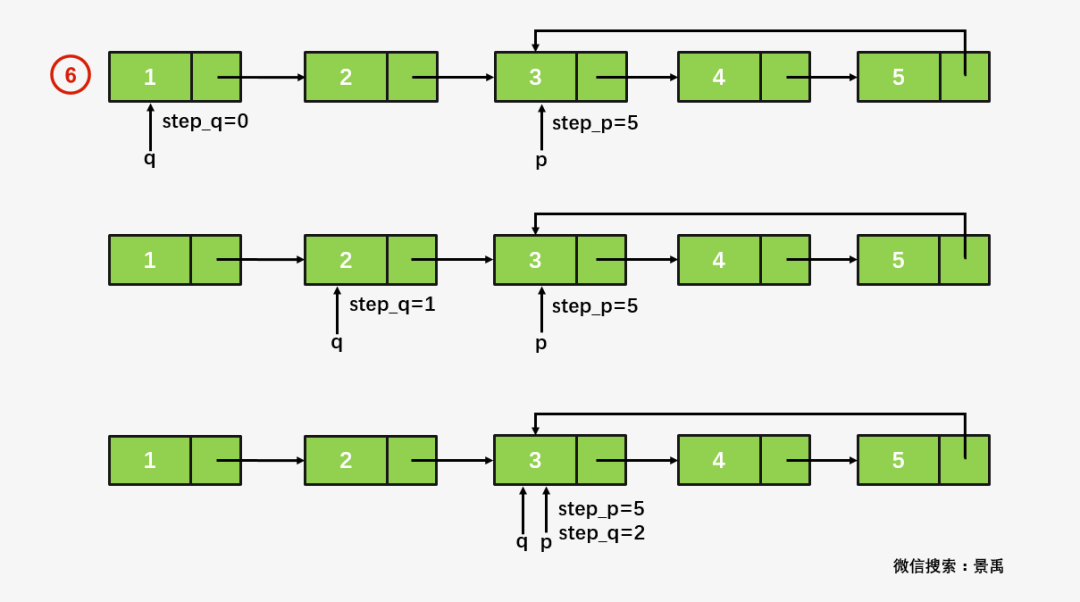 6
1 2 3 4 5
step_q=0 step_p=5
q p
1 2 3 4 5
step_q=1 step_p=5
q p
1 2 3 4 5
step_p=5
q p step_q=2
微信搜索：景禹